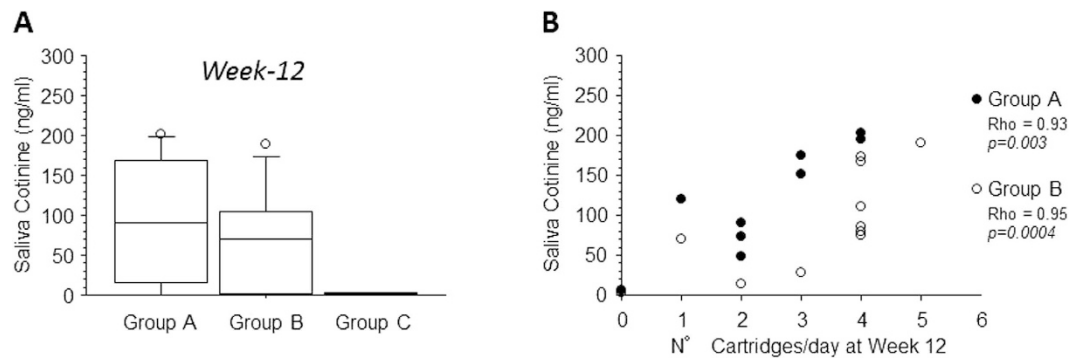 A
Week-12
Saliva Cotinine (ng/ml)
300
250
200
150
100
50
0
Group A Group B Group C
B
Saliva Cotinine (ng/ml)
300
250
200
150
100
50
0
0 1 2 3 4 5 6
N° Cartridges/day at Week 12
Group A
Rho = 0.93
p=0.003
Group B
Rho = 0.95
p=0.0004